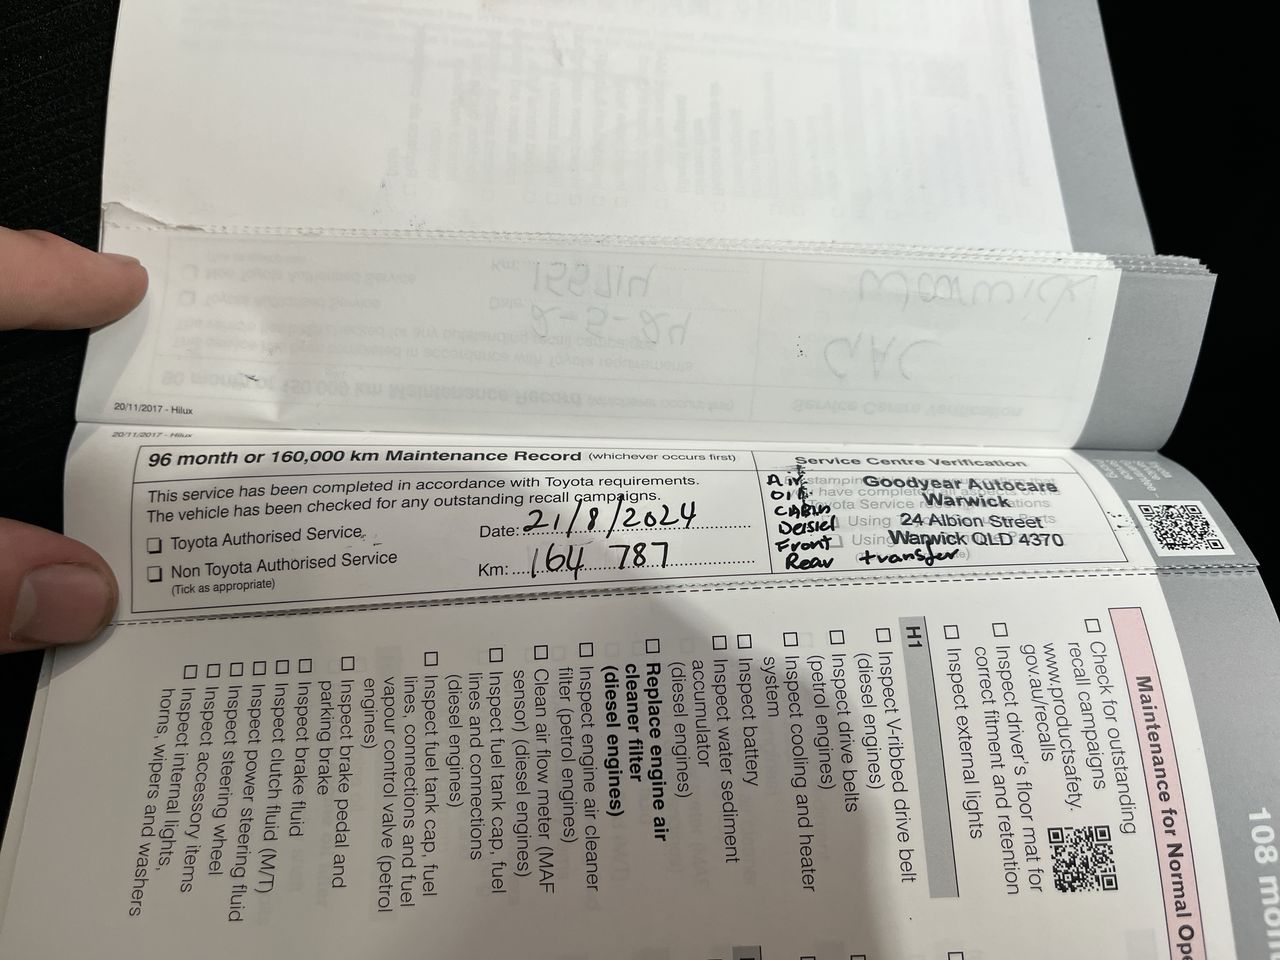 20/11/2017 - Hilux
20/11/2017 - Hilux
96 month or 160,000 km Maintenance Record (whichever occurs first)
This service has been completed in accordance with Toyota requirements.
The vehicle has been checked for any outstanding recall campaigns.
☐ Toyota Authorised Service
☐ Non Toyota Authorised Service
(Tick as appropriate)
Date: 21/8/2024
Km: 164 787
Service Centre Verification
Air
Oil
CABIN
Deisiel
Front
Rear transfer
Goodyear Autocare
Warwick
24 Albion Street
Warwick QLD 4370
108
Maintenance for Normal
☐ Check for outstanding
recall campaigns
www.productsafety.
gov.au/recalls
☐ Inspect driver's floor mat for
correct fitment and retention
☐ Inspect external lights
H1
☐ Inspect V-ribbed drive belt
(diesel engines)
☐ Inspect drive belts
(petrol engines)
☐ Inspect cooling and heater
system
☐ Inspect battery
☐ Inspect water sediment
accumulator
(diesel engines)
☐ Replace engine air
cleaner filter
(diesel engines)
☐ Inspect engine air cleaner
filter (petrol engines)
☐ Clean air flow meter (MAF
sensor) (diesel engines)
☐ Inspect fuel tank cap, fuel
lines and connections
(diesel engines)
☐ Inspect fuel tank cap, fuel
lines, connections and fuel
vapour control valve (petrol
engines)
☐ Inspect brake pedal and
parking brake
☐ Inspect brake fluid
☐ Inspect clutch fluid (M/T)
☐ Inspect power steering fluid
☐ Inspect steering wheel
☐ Inspect accessory items
☐ Inspect internal lights,
horns, wipers and washers